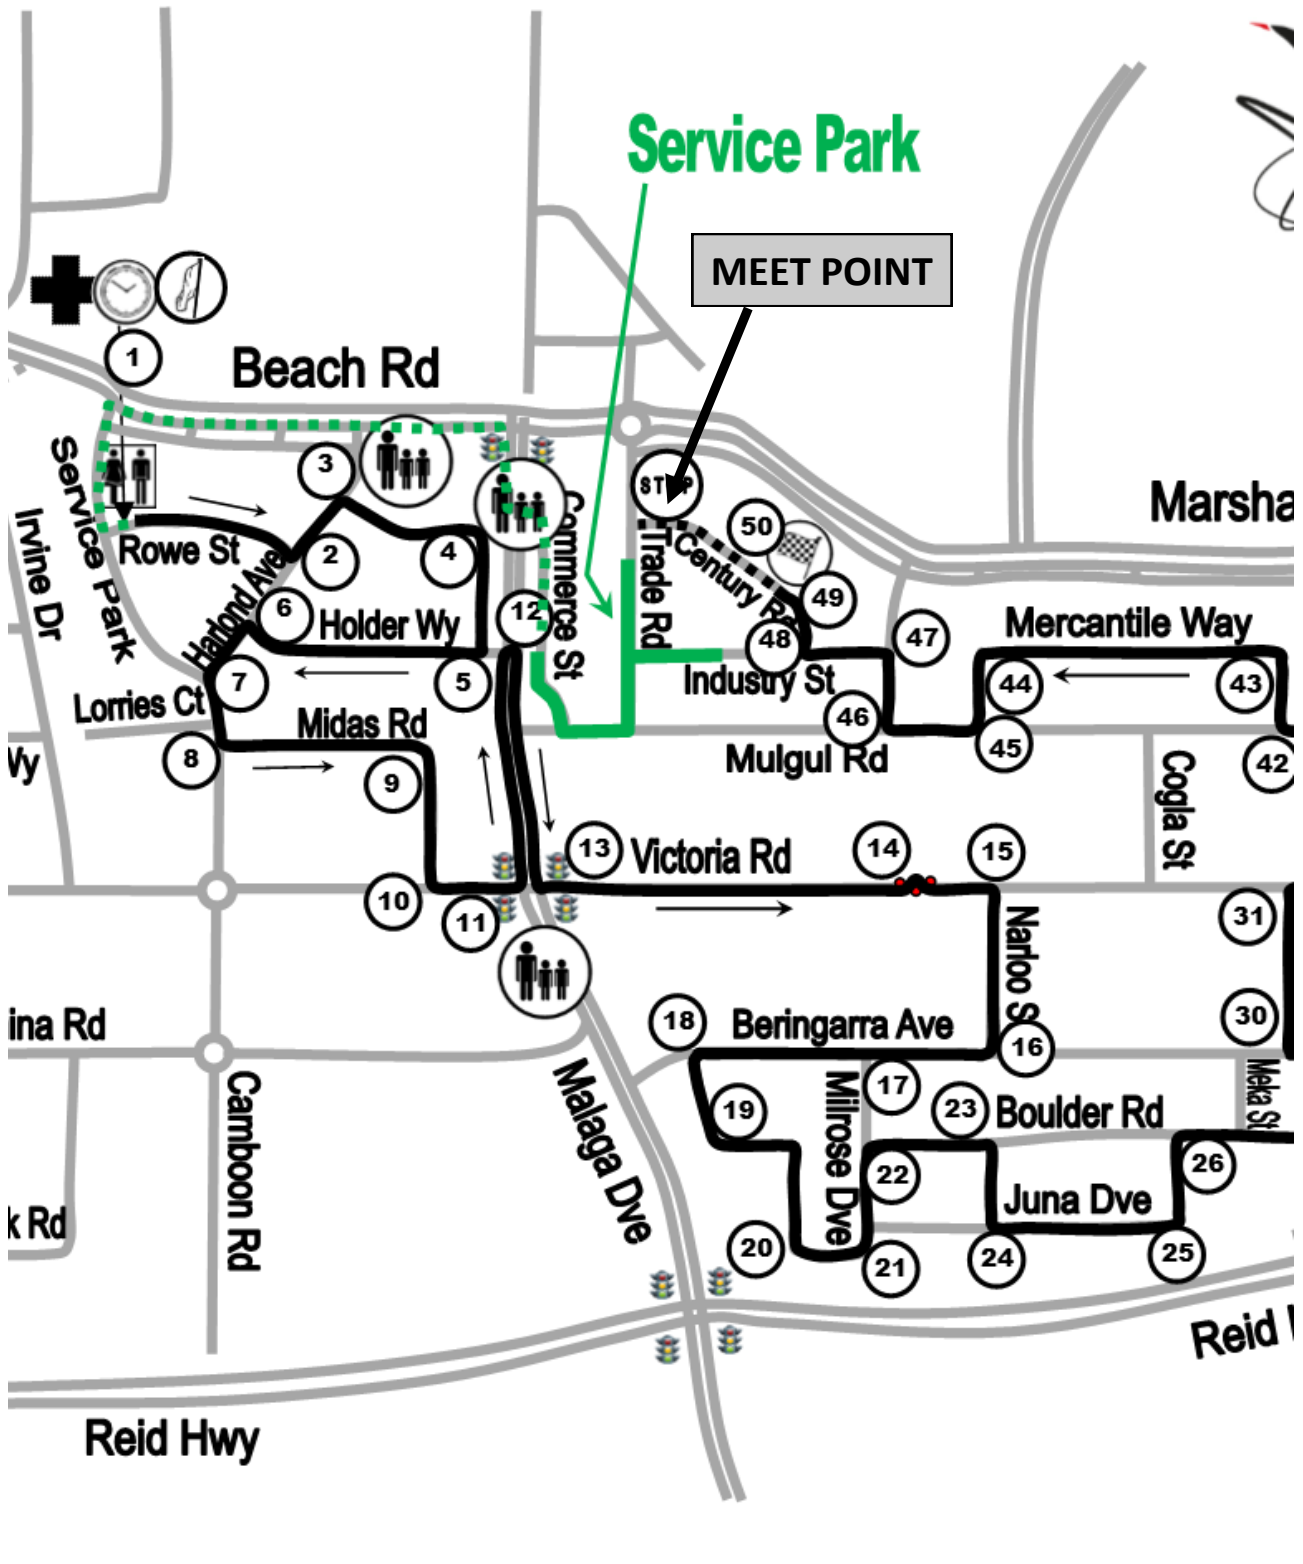 Service Park
MEET POINT
1
Beach Rd
3
STOP
Service Park
Irvine Dr
Marsha
Rowe St
2
4
Commerce St
Trade Rd
50
Century Rd
Harlond Ave
6
Holder Wy
12
49
48
47
Mercantile Way
7
5
Industry St
44
43
Lorries Ct
Midas Rd
46
8
9
Mulgul Rd
45
42
Wy
Cogla St
13
Victoria Rd
14
15
10
11
31
Narloo S
ina Rd
18
Beringarra Ave
16
30
Camboon Rd
Malaga Dve
19
Milrose Dve
17
23
Boulder Rd
Meka St
22
26
k Rd
Juna Dve
20
21
24
25
Reid
Reid Hwy